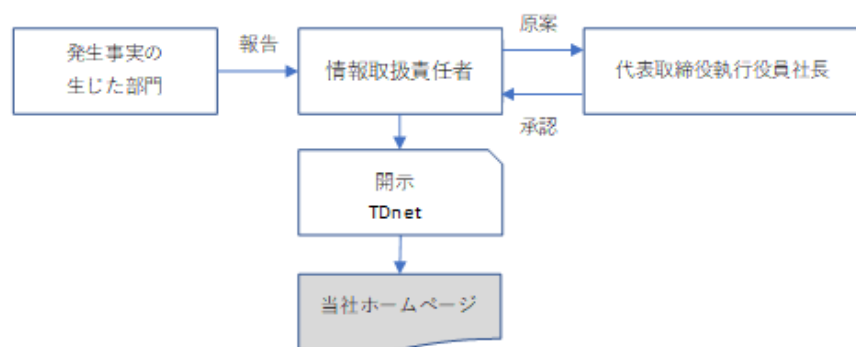 発生事実の
生じた部門
報告
情報取扱責任者
原案
承認
代表取締役執行役員社長
開示
TDnet
当社ホームページ